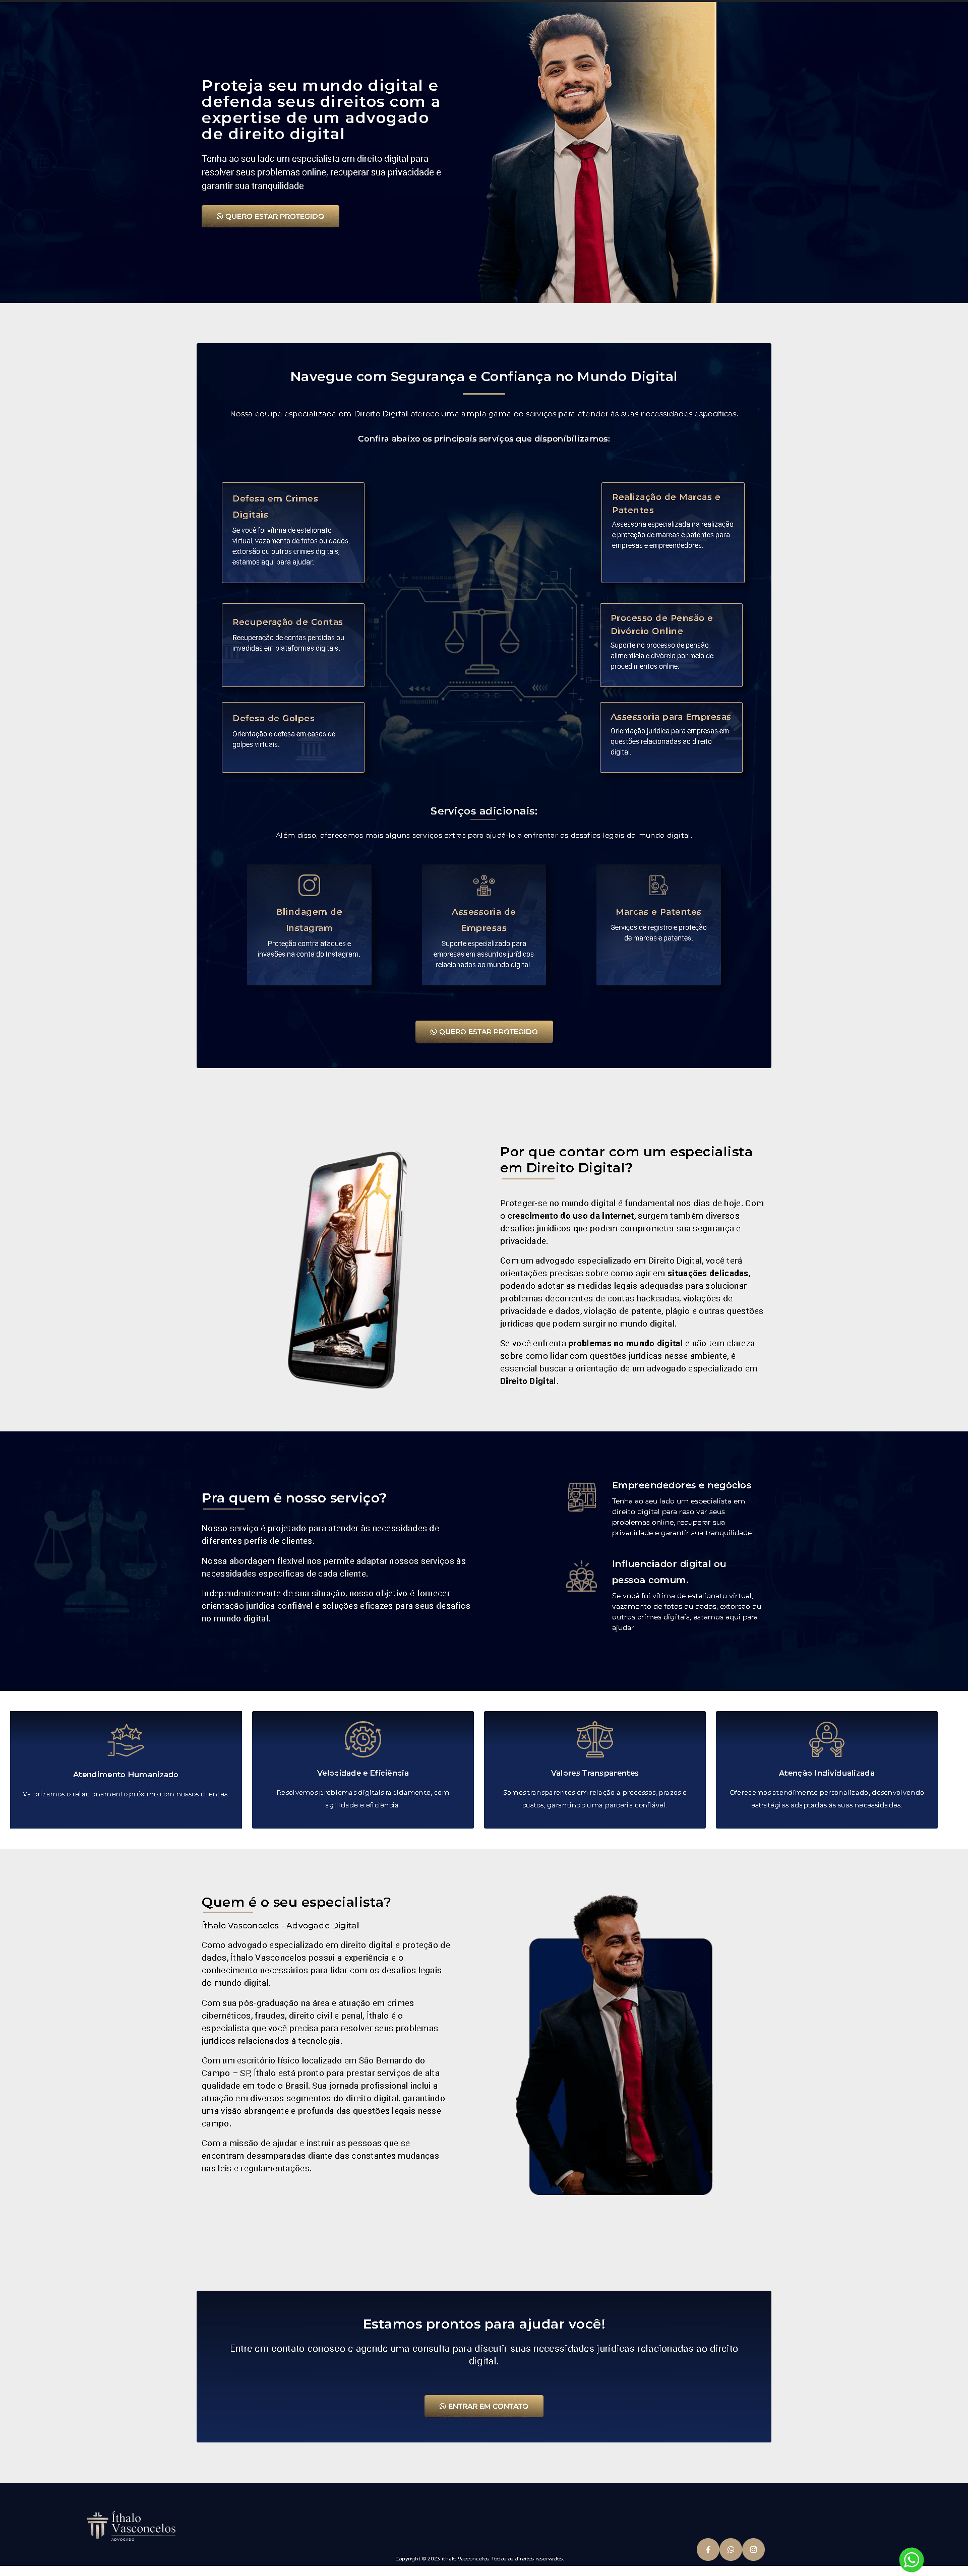 Proteja seu mundo digital e
defenda seus direitos com a
expertise de um advogado
de direito digital
Tenha ao seu lado um especialista em direito digital para
resolver seus problemas online, recuperar sua privacidade e
garantir sua tranquilidade
QUERO ESTAR PROTEGIDO
Navegue com Segurança e Confiança no Mundo Digital
Nossa equipe especializada em Direito Digital oferece uma ampla gama de serviços para atender às suas necessidades específicas.
Confira abaixo os principais serviços que disponibilizamos:
Defesa em Crimes
Digitais
Se você foi vítima de estelionato
virtual, vazamento de fotos ou dados,
extorsão ou outros crimes digitais,
estamos aqui para ajudar.
Realização de Marcas e
Patentes
Assessoria especializada na realização
e proteção de marcas e patentes para
empresas e empreendedores.
Recuperação de Contas
Recuperação de contas perdidas ou
invadidas em plataformas digitais.
Processo de Pensão e
Divórcio Online
Suporte no processo de pensão
alimentícia e divórcio por meio de
procedimentos online.
Defesa de Golpes
Orientação e defesa em casos de
golpes virtuais.
Assessoria para Empresas
Orientação jurídica para empresas em
questões relacionadas ao direito
digital.
Serviços adicionais:
Além disso, oferecemos mais alguns serviços extras para ajudá-lo a enfrentar os desafios legais do mundo digital.
Blindagem de
Instagram
Proteção contra ataques e
invasões na conta do Instagram.
Assessoria de
Empresas
Suporte especializado para
empresas em assuntos jurídicos
relacionados ao mundo digital.
Marcas e Patentes
Serviços de registro e proteção
de marcas e patentes.
QUERO ESTAR PROTEGIDO
Por que contar com um especialista
em Direito Digital?
Proteger-se no mundo digital é fundamental nos dias de hoje. Com
o crescimento do uso da internet, surgem também diversos
desafios jurídicos que podem comprometer sua segurança e
privacidade.
Com um advogado especializado em Direito Digital, você terá
orientações precisas sobre como agir em situações delicadas,
podendo adotar as medidas legais adequadas para solucionar
problemas decorrentes de contas hackeadas, violações de
privacidade e dados, violação de patente, plágio e outras questões
jurídicas que podem surgir no mundo digital.
Se você enfrenta problemas no mundo digital e não tem clareza
sobre como lidar com questões jurídicas nesse ambiente, é
essencial buscar a orientação de um advogado especializado em
Direito Digital.
Pra quem é nosso serviço?
Nosso serviço é projetado para atender às necessidades de
diferentes perfis de clientes.
Nossa abordagem flexível nos permite adaptar nossos serviços às
necessidades específicas de cada cliente.
Independentemente de sua situação, nosso objetivo é fornecer
orientação jurídica confiável e soluções eficazes para seus desafios
no mundo digital.
Empreendedores e negócios
Tenha ao seu lado um especialista em
direito digital para resolver seus
problemas online, recuperar sua
privacidade e garantir sua tranquilidade
Influenciador digital ou
pessoa comum.
Se você foi vítima de estelionato virtual,
vazamento de fotos ou dados, extorsão ou
outros crimes digitais, estamos aqui para
ajudar.
Atendimento Humanizado
Valorizamos o relacionamento próximo com nossos clientes.
Velocidade e Eficiência
Resolvemos problemas digitais rapidamente, com
agilidade e eficiência.
Valores Transparentes
Somos transparentes em relação a processos, prazos e
custos, garantindo uma parceria confiável.
Atenção Individualizada
Oferecemos atendimento personalizado, desenvolvendo
estratégias adaptadas às suas necessidades.
Quem é o seu especialista?
Íthalo Vasconcelos - Advogado Digital
Como advogado especializado em direito digital e proteção de
dados, Íthalo Vasconcelos possui a experiência e o
conhecimento necessários para lidar com os desafios legais
do mundo digital.
Com sua pós-graduação na área e atuação em crimes
cibernéticos, fraudes, direito civil e penal, Íthalo é o
especialista que você precisa para resolver seus problemas
jurídicos relacionados à tecnologia.
Com um escritório físico localizado em São Bernardo do
Campo – SP, Íthalo está pronto para prestar serviços de alta
qualidade em todo o Brasil. Sua jornada profissional inclui a
atuação em diversos segmentos do direito digital, garantindo
uma visão abrangente e profunda das questões legais nesse
campo.
Com a missão de ajudar e instruir as pessoas que se
encontram desamparadas diante das constantes mudanças
nas leis e regulamentações.
Estamos prontos para ajudar você!
Entre em contato conosco e agende uma consulta para discutir suas necessidades jurídicas relacionadas ao direito
digital.
ENTRAR EM CONTATO
Íthalo
Vasconcelos
ADVOGADO
Copyright © 2023 Íthalo Vasconcelos. Todos os direitos reservados.